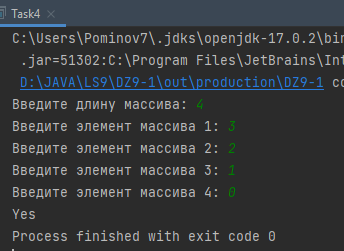 Task4
C:\Users\Pominov7\.jdks\openjdk-17.0.2\bin
.jar=51302:C:\Program Files\JetBrains\Int
D:\JAVA\LS9\DZ9-1\out\production\DZ9-1 co
Введите длину массива: 4
Введите элемент массива 1: 3
Введите элемент массива 2: 2
Введите элемент массива 3: 1
Введите элемент массива 4: 0
Yes
Process finished with exit code 0